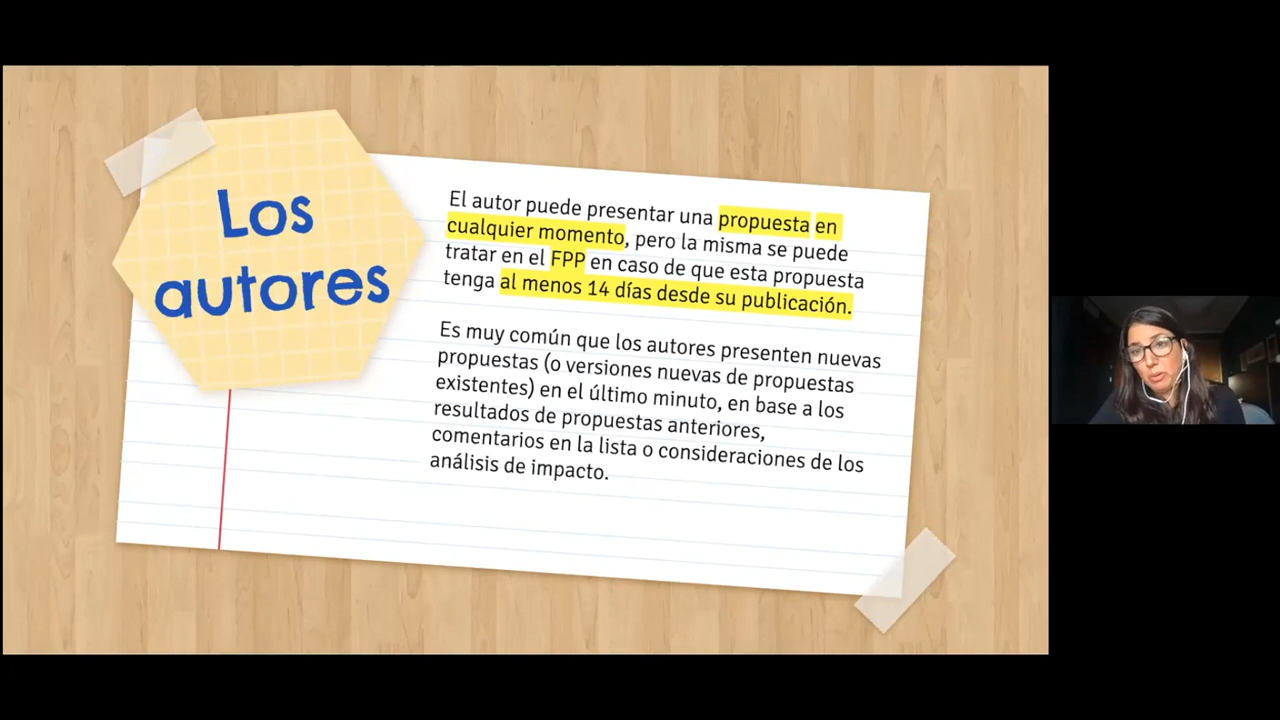 Los
autores
El autor puede presentar una propuesta en
cualquier momento, pero la misma se puede
tratar en el FPP en caso de que esta propuesta
tenga al menos 14 días desde su publicación.
Es muy común que los autores presenten nuevas
propuestas (o versiones nuevas de propuestas
existentes) en el último minuto, en base a los
resultados de propuestas anteriores,
comentarios en la lista o consideraciones de los
análisis de impacto.